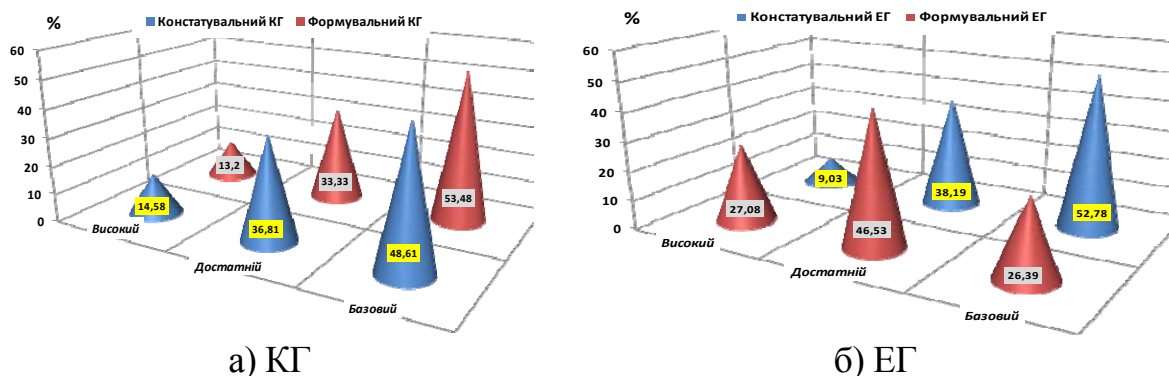 %
Констатувальний КГ
Формувальний КГ
60
50
40
30
20
10
0
13,2
33,33
53,48
14,58
36,81
48,61
Високий
Достатній
Базовий
а) КГ
%
Констатувальний ЕГ
Формувальний ЕГ
60
50
40
30
20
10
0
9,03
38,19
52,78
27,08
46,53
26,39
Високий
Достатній
Базовий
б) ЕГ